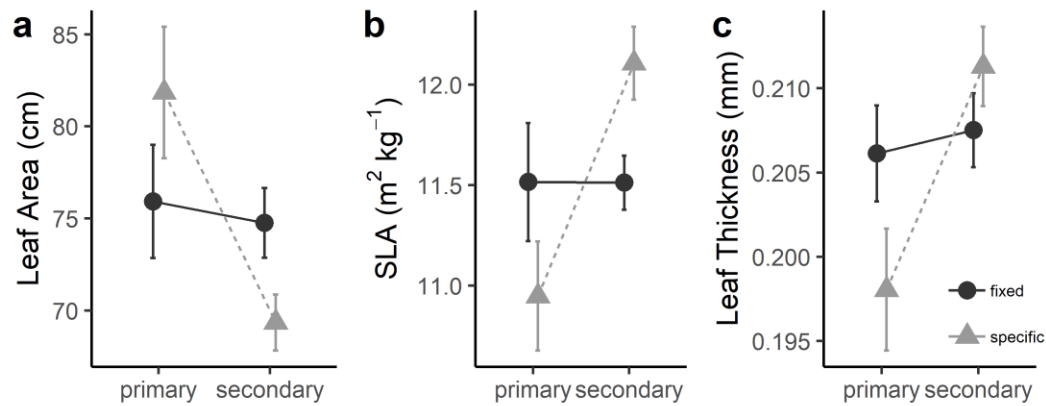 a
Leaf Area (cm)
85
80
75
70
primary secondary
b
SLA (m² kg⁻¹)
12.0
11.5
11.0
primary secondary
c
Leaf Thickness (mm)
0.210
0.205
0.200
0.195
fixed
specific
primary secondary